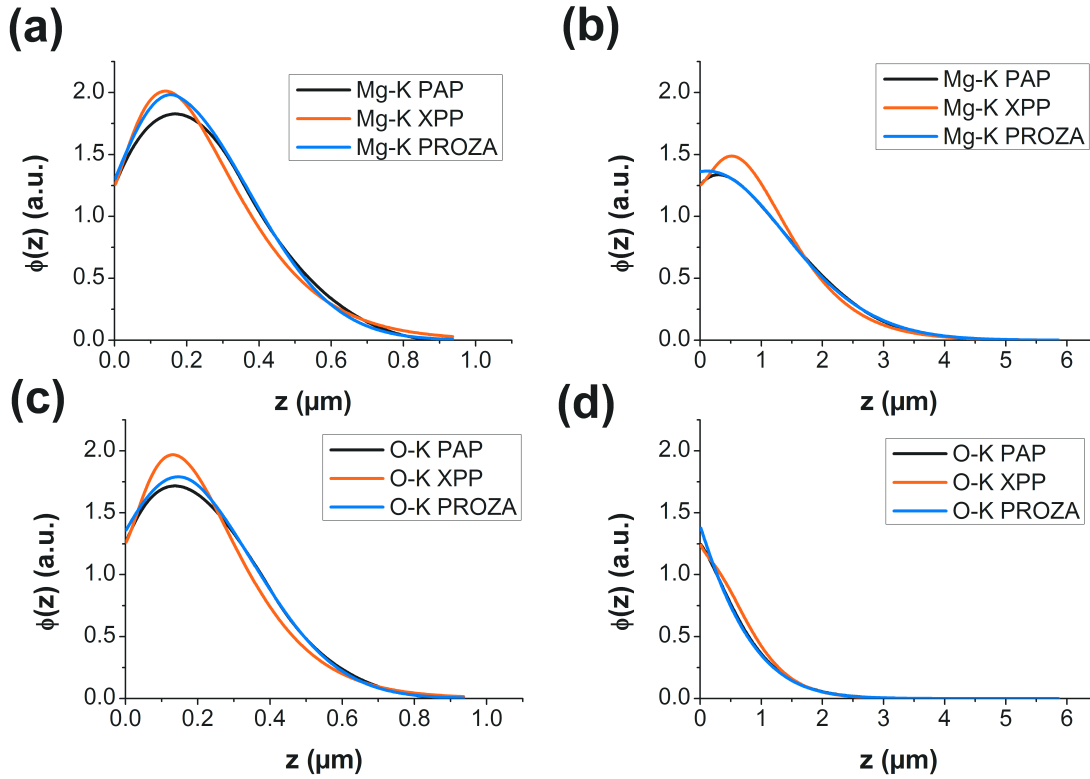 (a)
Mg-K PAP
Mg-K XPP
Mg-K PROZA
ϕ(z) (a.u.)
2.0
1.5
1.0
0.5
0.0
0.0 0.2 0.4 0.6 0.8 1.0
z (µm)
(b)
Mg-K PAP
Mg-K XPP
Mg-K PROZA
ϕ(z) (a.u.)
2.0
1.5
1.0
0.5
0.0
0 1 2 3 4 5 6
z (µm)
(c)
O-K PAP
O-K XPP
O-K PROZA
ϕ(z) (a.u.)
2.0
1.5
1.0
0.5
0.0
0.0 0.2 0.4 0.6 0.8 1.0
z (µm)
(d)
O-K PAP
O-K XPP
O-K PROZA
ϕ(z) (a.u.)
2.0
1.5
1.0
0.5
0.0
0 1 2 3 4 5 6
z (µm)